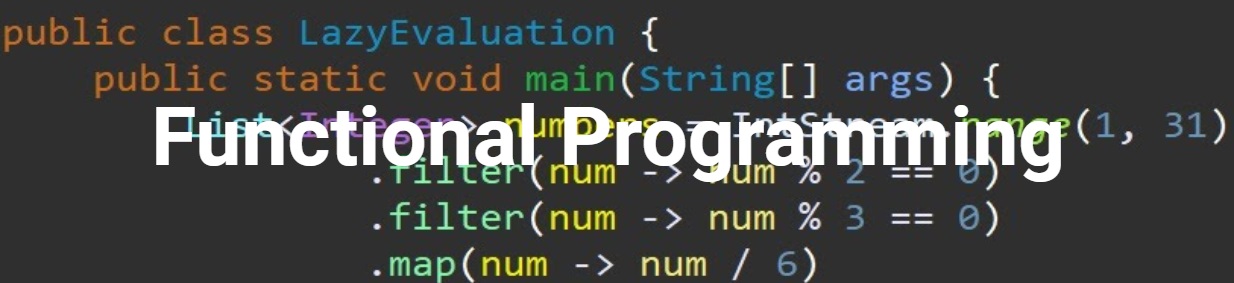 public class LazyEvaluation {
public static void main(String[] args) {
List<Integer> numbers = IntStream.range(1, 31)
Functional Programming
.filter(num -> num % 2 == 0)
.filter(num -> num % 3 == 0)
.map(num -> num / 6)